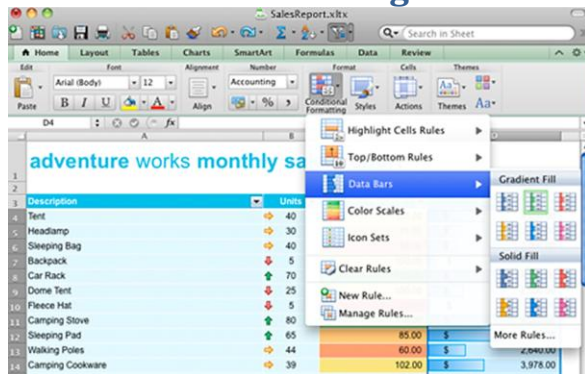 SalesReport.xltx
Search in Sheet
Home Layout Tables Charts SmartArt Formulas Data Review
Edit Font Alignment Number Format Cells Themes
Arial (Body) 12 Accounting
Paste B I U A Align % Conditional Formatting Styles Actions Themes Aa
D4 fx
A B
1 adventure works monthly sa
2
3 Description Units
4 Tent 40
5 Headlamp 30
6 Sleeping Bag 40
7 Backpack 5
8 Car Rack 70
9 Dome Tent 25
10 Fleece Hat 5
11 Camping Stove 80
12 Sleeping Pad 65 85.00 $
13 Walking Poles 44 60.00 $ 2,640.00
14 Camping Cookware 39 102.00 $ 3,978.00
Highlight Cells Rules
Top/Bottom Rules
Data Bars
Color Scales
Icon Sets
Clear Rules
New Rule...
Manage Rules...
Gradient Fill
Solid Fill
More Rules...